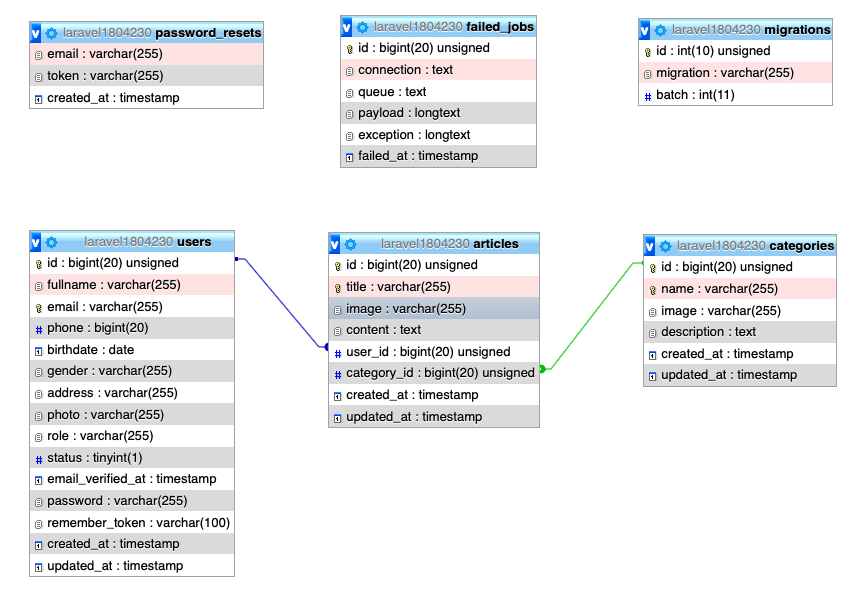 laravel1804230 password_resets
email : varchar(255)
token : varchar(255)
created_at : timestamp
laravel1804230 failed_jobs
id : bigint(20) unsigned
connection : text
queue : text
payload : longtext
exception : longtext
failed_at : timestamp
laravel1804230 migrations
id : int(10) unsigned
migration : varchar(255)
batch : int(11)
laravel1804230 users
id : bigint(20) unsigned
fullname : varchar(255)
email : varchar(255)
phone : bigint(20)
birthdate : date
gender : varchar(255)
address : varchar(255)
photo : varchar(255)
role : varchar(255)
status : tinyint(1)
email_verified_at : timestamp
password : varchar(255)
remember_token : varchar(100)
created_at : timestamp
updated_at : timestamp
laravel1804230 articles
id : bigint(20) unsigned
title : varchar(255)
image : varchar(255)
content : text
user_id : bigint(20) unsigned
category_id : bigint(20) unsigned
created_at : timestamp
updated_at : timestamp
laravel1804230 categories
id : bigint(20) unsigned
name : varchar(255)
image : varchar(255)
description : text
created_at : timestamp
updated_at : timestamp